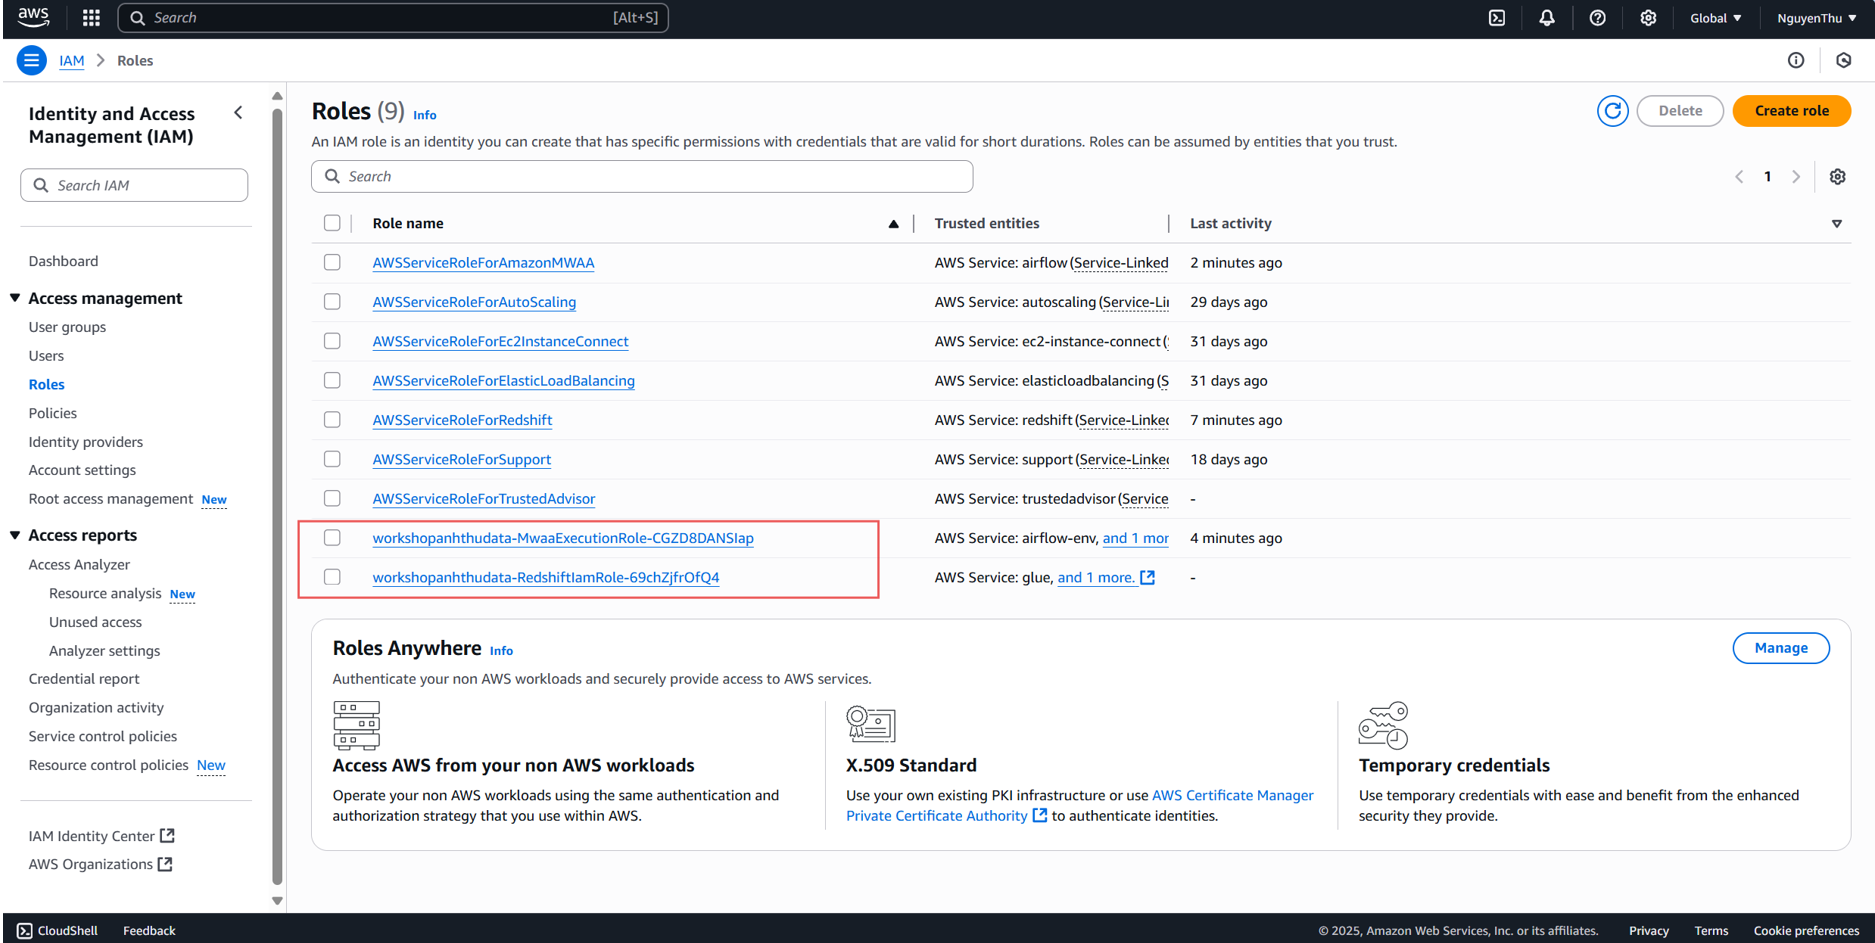 aws
Search
[Alt+S]
Global
NguyenThu
IAM
Roles
Identity and Access
Management (IAM)
Search IAM
Dashboard
Access management
User groups
Users
Roles
Policies
Identity providers
Account settings
Root access management New
Access reports
Access Analyzer
Resource analysis New
Unused access
Analyzer settings
Credential report
Organization activity
Service control policies
Resource control policies New
IAM Identity Center
AWS Organizations
Roles (9) Info
Delete
Create role
An IAM role is an identity you can create that has specific permissions with credentials that are valid for short durations. Roles can be assumed by entities that you trust.
Search
1
Role name Trusted entities Last activity
AWSServiceRoleForAmazonMWAA AWS Service: airflow (Service-Linked 2 minutes ago
AWSServiceRoleForAutoScaling AWS Service: autoscaling (Service-Li 29 days ago
AWSServiceRoleForEc2InstanceConnect AWS Service: ec2-instance-connect ( 31 days ago
AWSServiceRoleForElasticLoadBalancing AWS Service: elasticloadbalancing (S 31 days ago
AWSServiceRoleForRedshift AWS Service: redshift (Service-Linked 7 minutes ago
AWSServiceRoleForSupport AWS Service: support (Service-Linked 18 days ago
AWSServiceRoleForTrustedAdvisor AWS Service: trustedadvisor (Service -
workshopanhthudata-MwaaExecutionRole-CGZD8DANSIap AWS Service: airflow-env, and 1 mor 4 minutes ago
workshopanhthudata-RedshiftIamRole-69chZjfrOfQ4 AWS Service: glue, and 1 more. -
Roles Anywhere Info
Manage
Authenticate your non AWS workloads and securely provide access to AWS services.
Access AWS from your non AWS workloads
Operate your non AWS workloads using the same authentication and
authorization strategy that you use within AWS.
X.509 Standard
Use your own existing PKI infrastructure or use AWS Certificate Manager
Private Certificate Authority to authenticate identities.
Temporary credentials
Use temporary credentials with ease and benefit from the enhanced
security they provide.
CloudShell
Feedback
© 2025, Amazon Web Services, Inc. or its affiliates.
Privacy
Terms
Cookie preferences